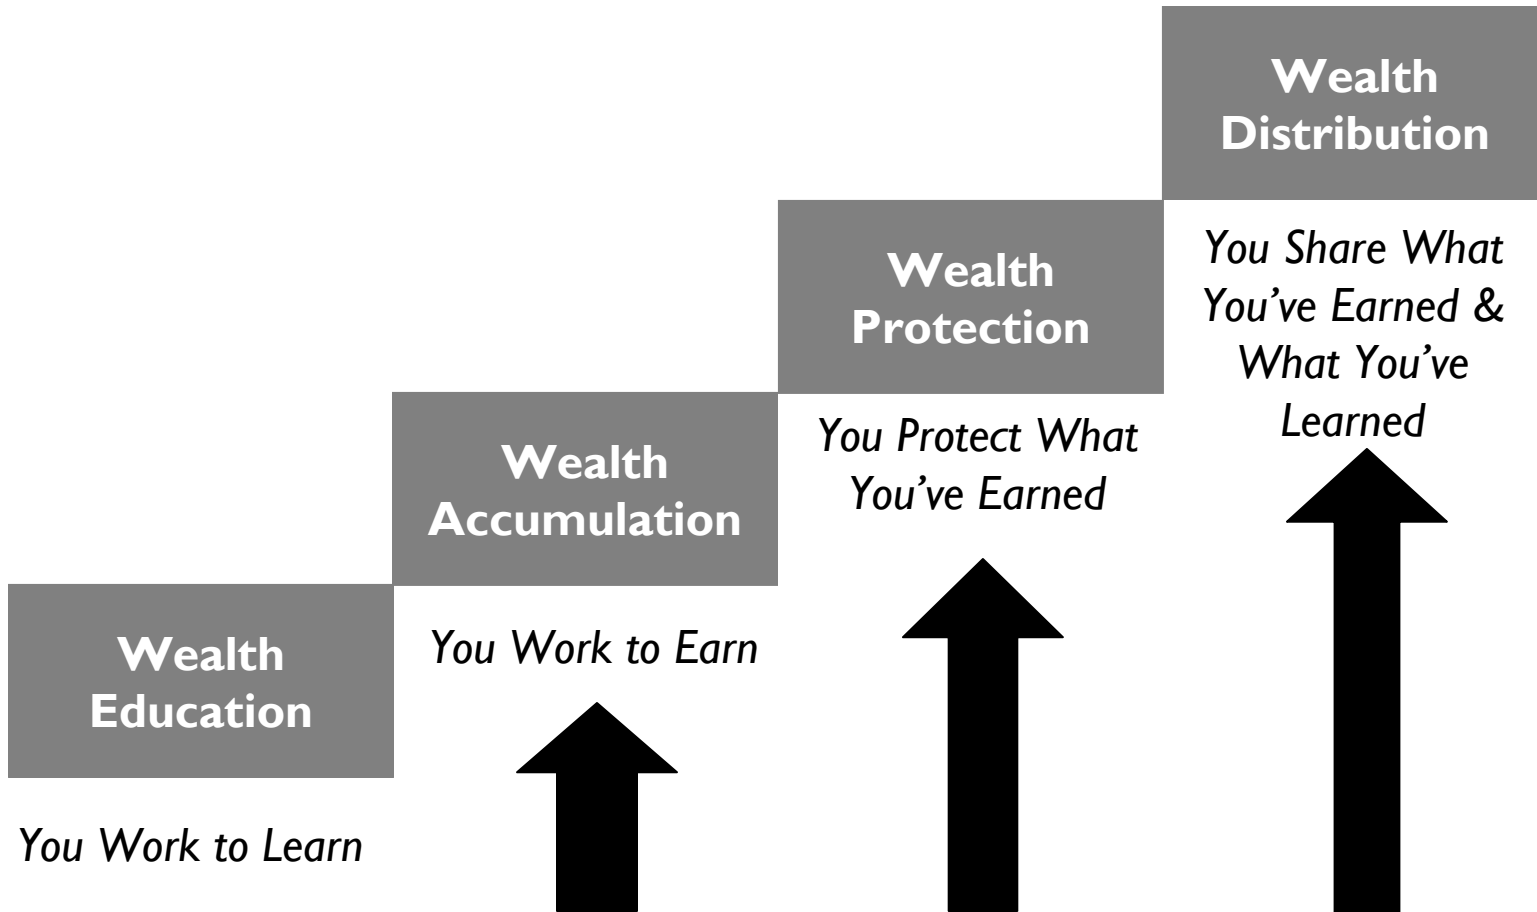 Wealth
Education
You Work to Learn
Wealth
Accumulation
You Work to Earn
Wealth
Protection
You Protect What
You’ve Earned
Wealth
Distribution
You Share What
You’ve Earned &
What You’ve
Learned